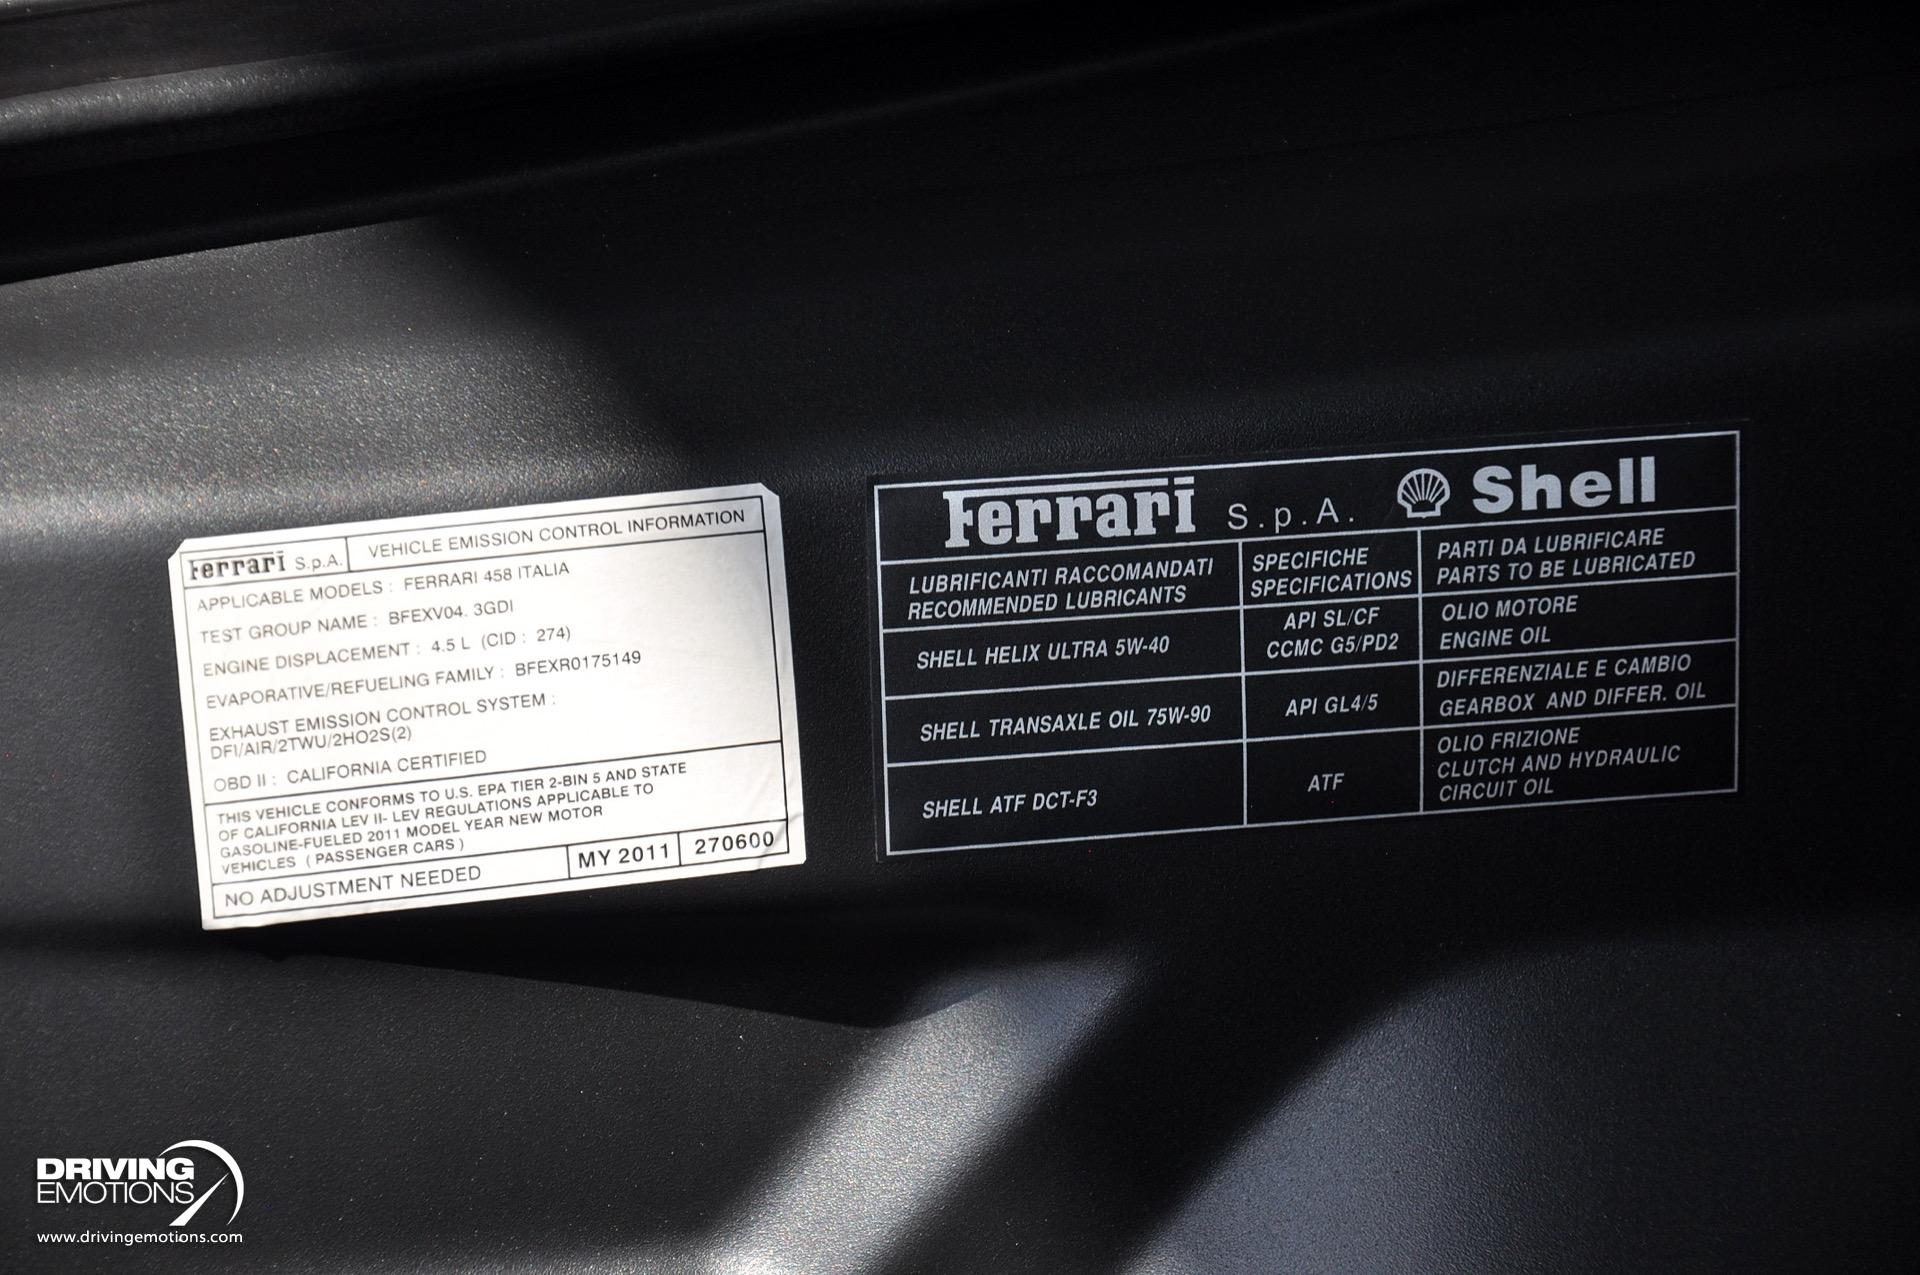 Ferrari S.p.A. VEHICLE EMISSION CONTROL INFORMATION
APPLICABLE MODELS : FERRARI 458 ITALIA
TEST GROUP NAME : BFEXV04. 3GDI
ENGINE DISPLACEMENT : 4.5 L (CID : 274)
EVAPORATIVE/REFUELING FAMILY : BFEXR0175149
EXHAUST EMISSION CONTROL SYSTEM :
DFI/AIR/2TWU/2HO2S(2)
OBD II : CALIFORNIA CERTIFIED
THIS VEHICLE CONFORMS TO U.S. EPA TIER 2-BIN 5 AND STATE
OF CALIFORNIA LEV II- LEV REGULATIONS APPLICABLE TO
GASOLINE-FUELED 2011 MODEL YEAR NEW MOTOR
VEHICLES ( PASSENGER CARS )
NO ADJUSTMENT NEEDED MY 2011 270600
Ferrari S.p.A. Shell
LUBRIFICANTI RACCOMANDATI
RECOMMENDED LUBRICANTS
SPECIFICHE
SPECIFICATIONS
PARTI DA LUBRIFICARE
PARTS TO BE LUBRICATED
SHELL HELIX ULTRA 5W-40
API SL/CF
CCMC G5/PD2
OLIO MOTORE
ENGINE OIL
SHELL TRANSAXLE OIL 75W-90
API GL4/5
DIFFERENZIALE E CAMBIO
GEARBOX AND DIFFER. OIL
SHELL ATF DCT-F3
ATF
OLIO FRIZIONE
CLUTCH AND HYDRAULIC
CIRCUIT OIL
DRIVING
EMOTIONS
www.drivingemotions.com